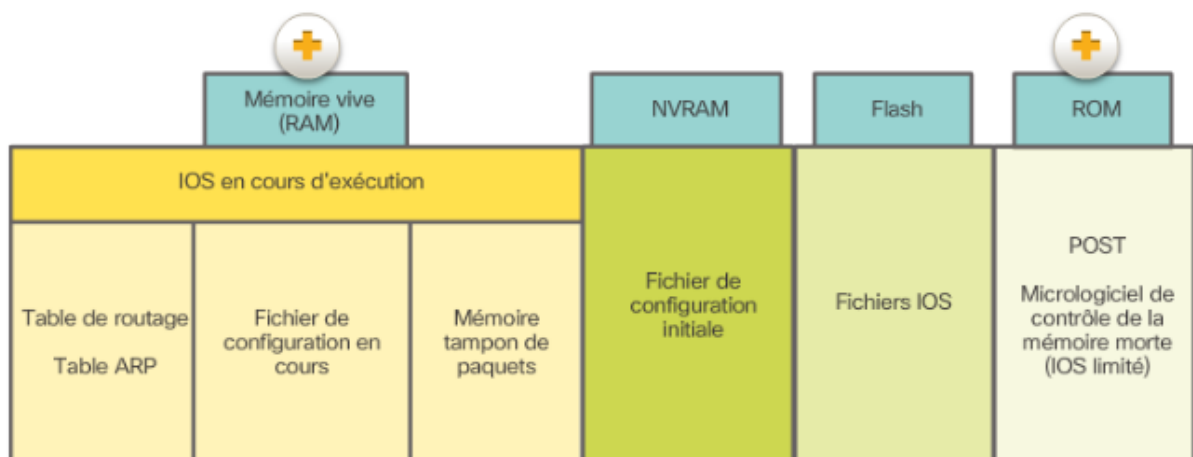 Mémoire vive
(RAM)
NVRAM
Flash
ROM
IOS en cours d'exécution
Table de routage
Table ARP
Fichier de
configuration en
cours
Mémoire
tampon de
paquets
Fichier de
configuration
initiale
Fichiers IOS
POST
Micrologiciel de
contrôle de la
mémoire morte
(IOS limité)